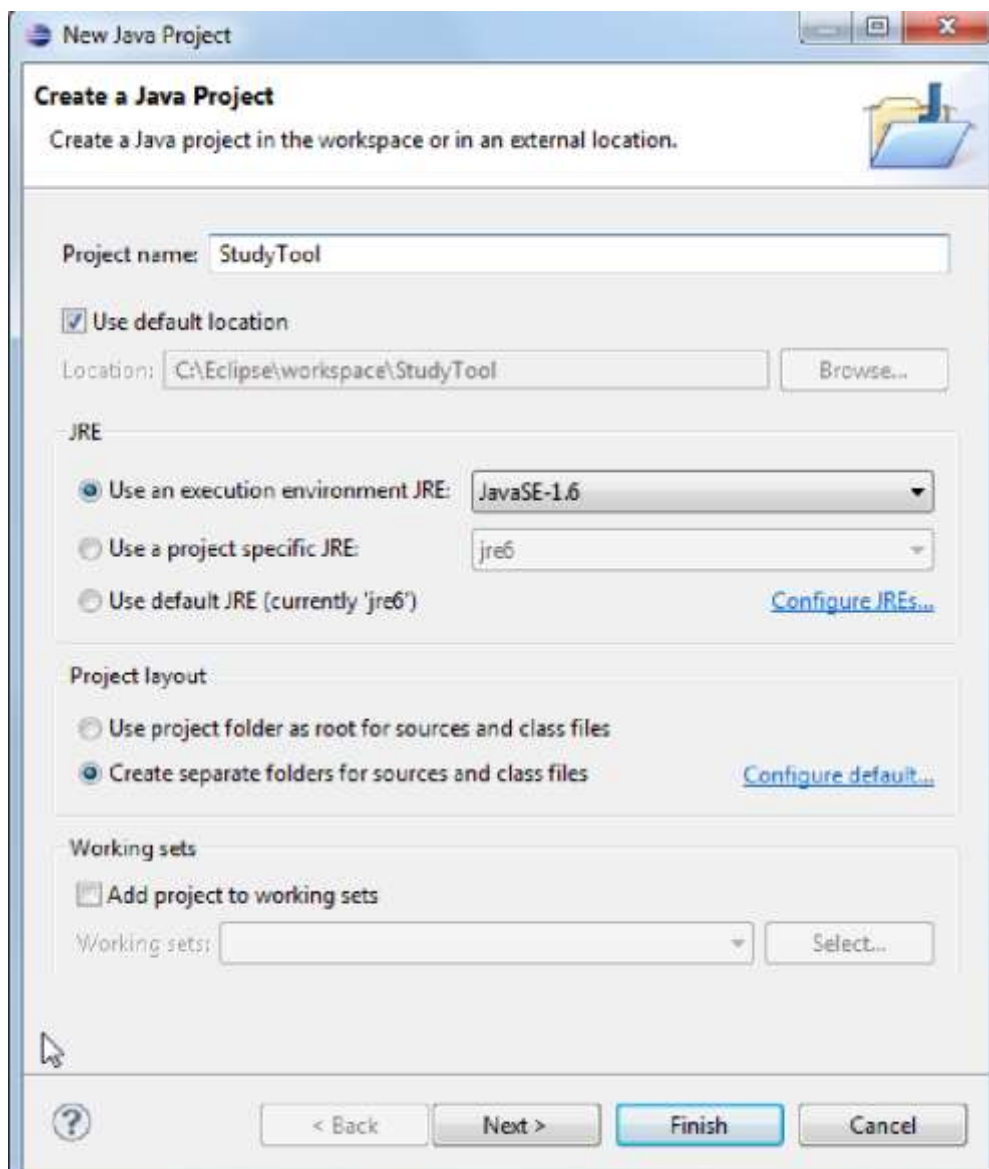 New Java Project
Create a Java Project
Create a Java project in the workspace or in an external location.
Project name: StudyTool
Use default location
Location: C:\Eclipse\workspace\StudyTool Browse...
JRE
Use an execution environment JRE: JavaSE-1.6
Use a project specific JRE: jre6
Use default JRE (currently 'jre6') Configure JREs...
Project layout
Use project folder as root for sources and class files
Create separate folders for sources and class files Configure default...
Working sets
Add project to working sets
Working sets: Select...
? < Back Next > Finish Cancel